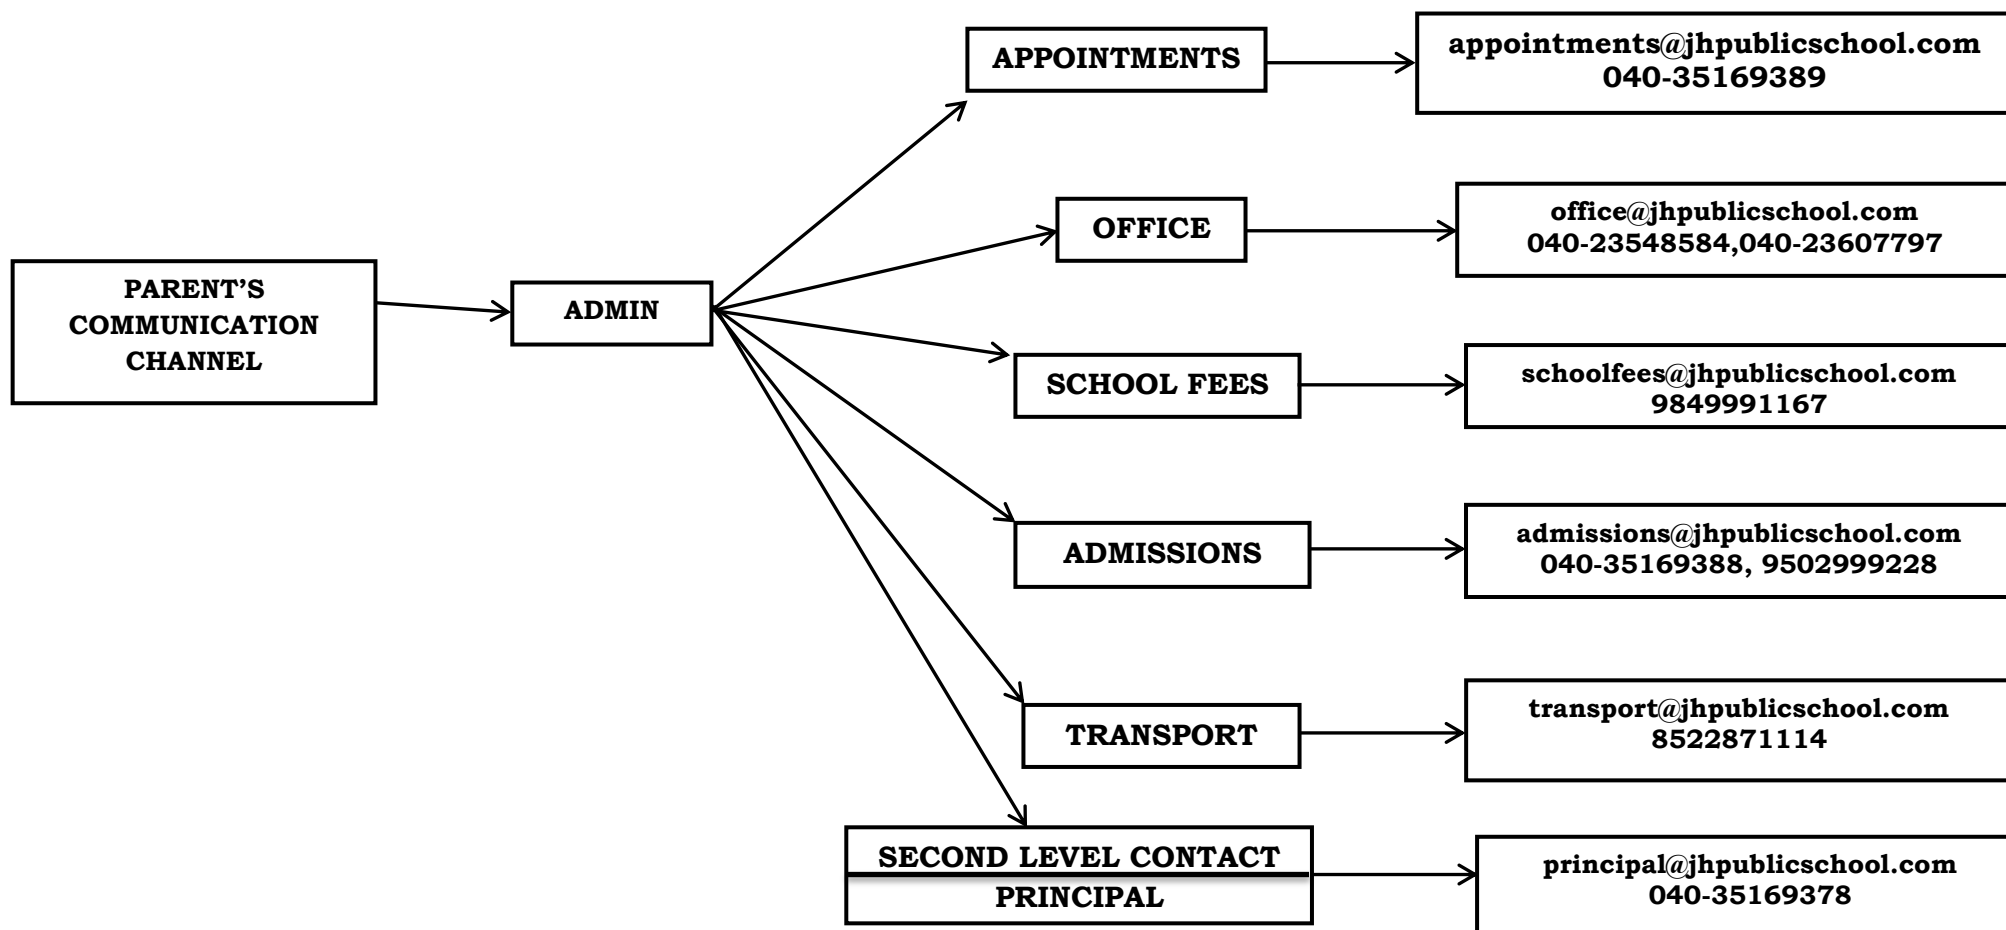 PARENT’S
COMMUNICATION
CHANNEL
ADMIN
APPOINTMENTS
appointments@jhpublicschool.com
040-35169389
OFFICE
office@jhpublicschool.com
040-23548584,040-23607797
SCHOOL FEES
schoolfees@jhpublicschool.com
9849991167
ADMISSIONS
admissions@jhpublicschool.com
040-35169388, 9502999228
TRANSPORT
transport@jhpublicschool.com
8522871114
SECOND LEVEL CONTACT
PRINCIPAL
principal@jhpublicschool.com
040-35169378